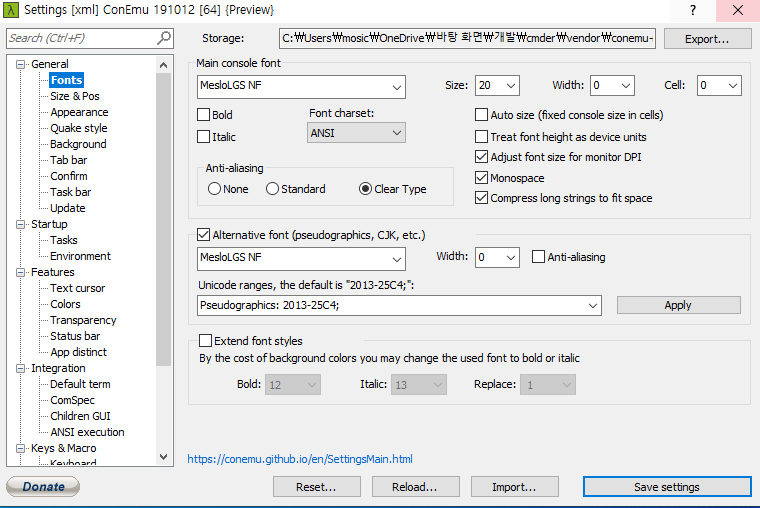 Settings [xml] ConEmu 191012 [64] {Preview}
?
Search (Ctrl+F)
Storage:
C:₩Users₩mosic₩OneDrive₩바탕 화면₩개발₩cmder₩vendor₩conemu-
Export...
General
Fonts
Size & Pos
Appearance
Quake style
Background
Tab bar
Confirm
Task bar
Update
Startup
Tasks
Environment
Features
Text cursor
Colors
Transparency
Status bar
App distinct
Integration
Default term
ComSpec
Children GUI
ANSI execution
Keys & Macro
Keyboard
Main console font
MesloLGS NF
Size: 20
Width: 0
Cell: 0
Bold
Italic
Font charset:
ANSI
Auto size (fixed console size in cells)
Treat font height as device units
Adjust font size for monitor DPI
Monospace
Compress long strings to fit space
Anti-aliasing
None
Standard
Clear Type
Alternative font (pseudographics, CJK, etc.)
MesloLGS NF
Width: 0
Anti-aliasing
Unicode ranges, the default is "2013-25C4;":
Pseudographics: 2013-25C4;
Apply
Extend font styles
By the cost of background colors you may change the used font to bold or italic
Bold: 12
Italic: 13
Replace: 1
https://conemu.github.io/en/SettingsMain.html
Donate
Reset...
Reload...
Import...
Save settings